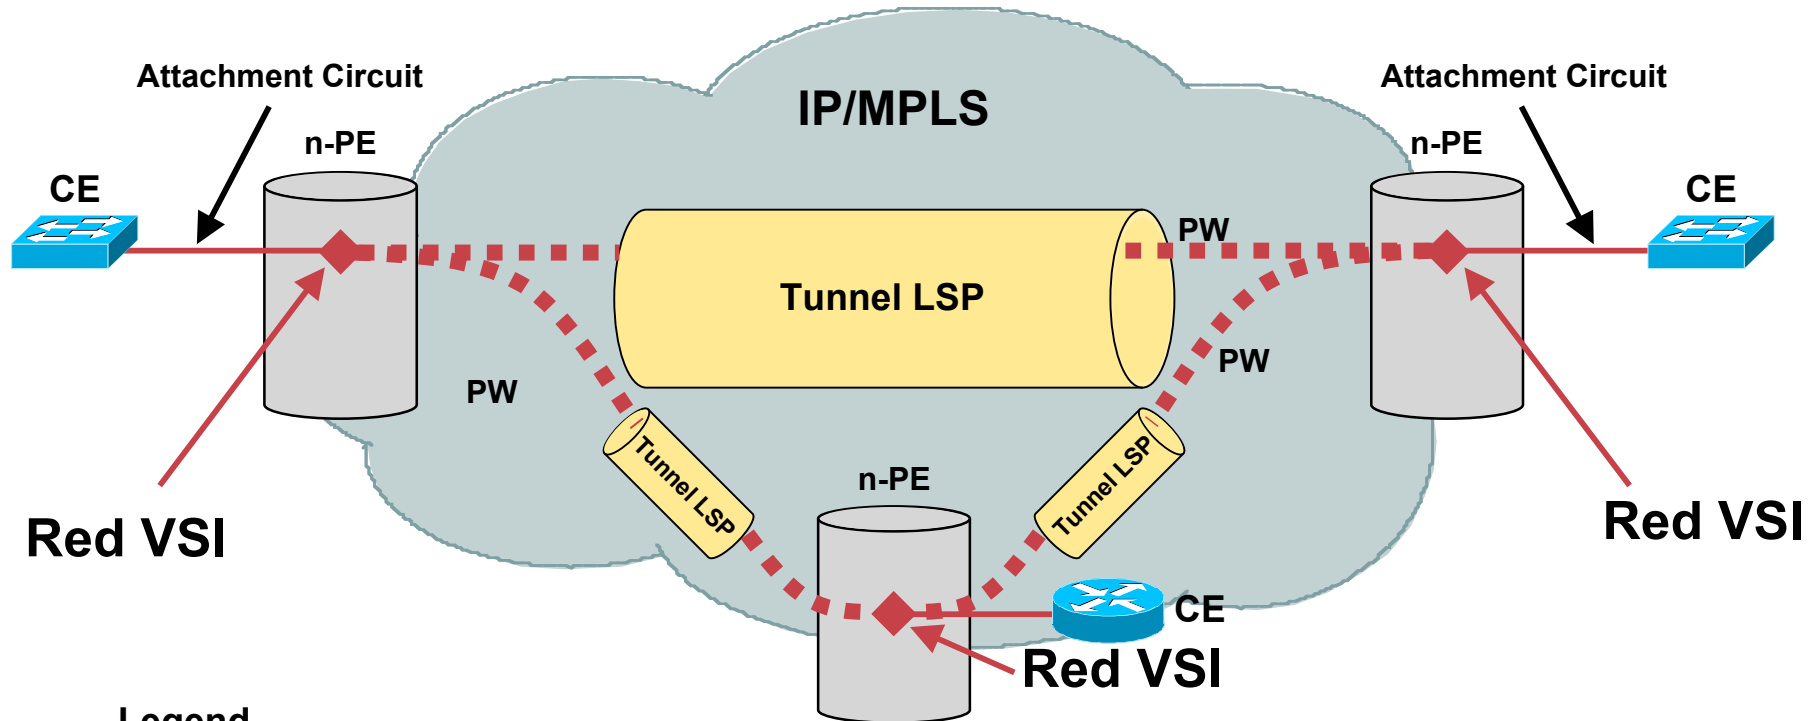 Attachment Circuit
Attachment Circuit
IP/MPLS
n-PE
n-PE
CE
CE
PW
Tunnel LSP
PW
PW
Tunnel LSP
Tunnel LSP
n-PE
Red VSI
Red VSI
CE
Red VSI
Legend